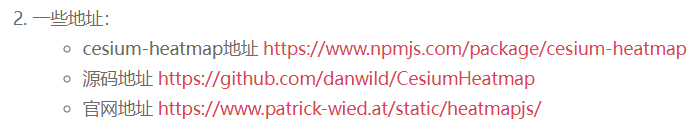 2. 一些地址:
cesium-heatmap地址 https://www.npmjs.com/package/cesium-heatmap
源码地址 https://github.com/danwild/CesiumHeatmap
官网地址 https://www.patrick-wied.at/static/heatmapjs/